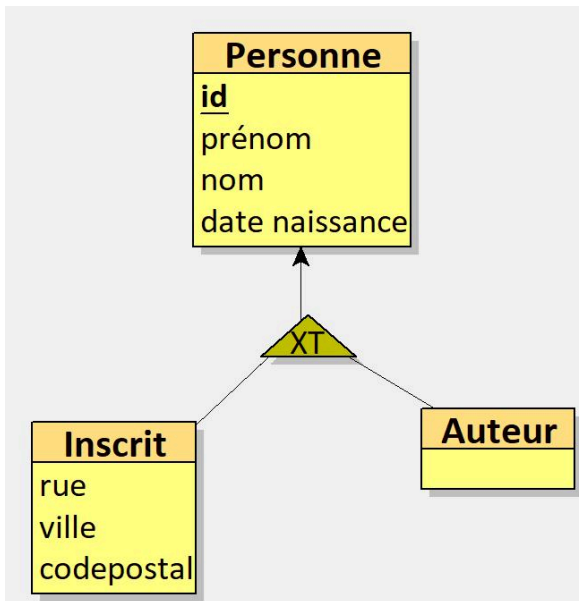 Personne
id
prénom
nom
date naissance
XT
Inscrit
rue
ville
codepostal
Auteur